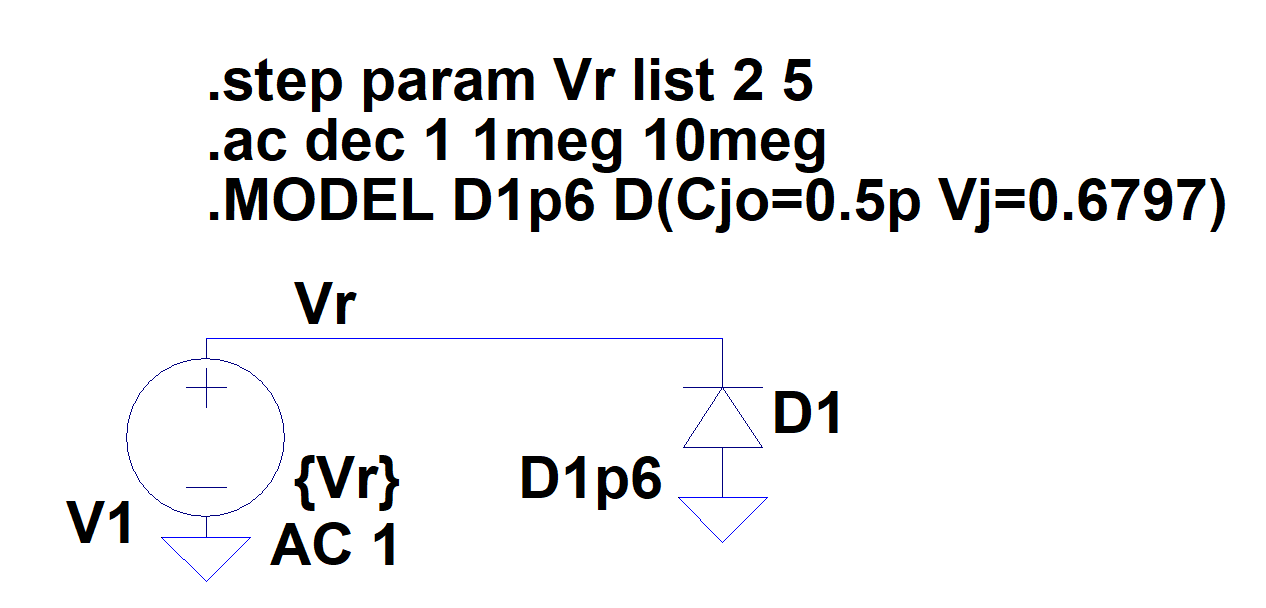 .step param Vr list 2 5
.ac dec 1 1meg 10meg
.MODEL D1p6 D(Cjo=0.5p Vj=0.6797)
Vr
D1
{Vr}
D1p6
V1
AC 1